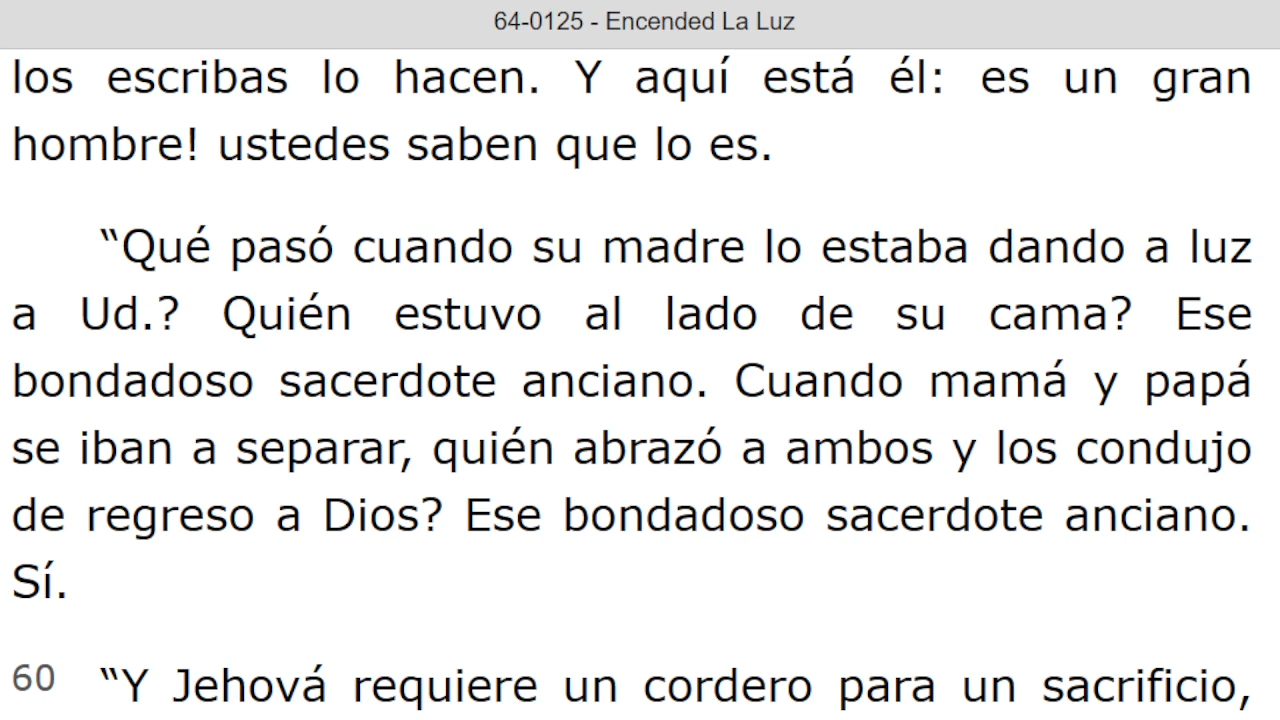 64-0125 - Encended La Luz
los escribas lo hacen. Y aquí está él: es un gran
hombre! ustedes saben que lo es.
“Qué pasó cuando su madre lo estaba dando a luz
a Ud.? Quién estuvo al lado de su cama? Ese
bondadoso sacerdote anciano. Cuando mamá y papá
se iban a separar, quién abrazó a ambos y los condujo
de regreso a Dios? Ese bondadoso sacerdote anciano.
Sí.
60 “Y Jehová requiere un cordero para un sacrificio,